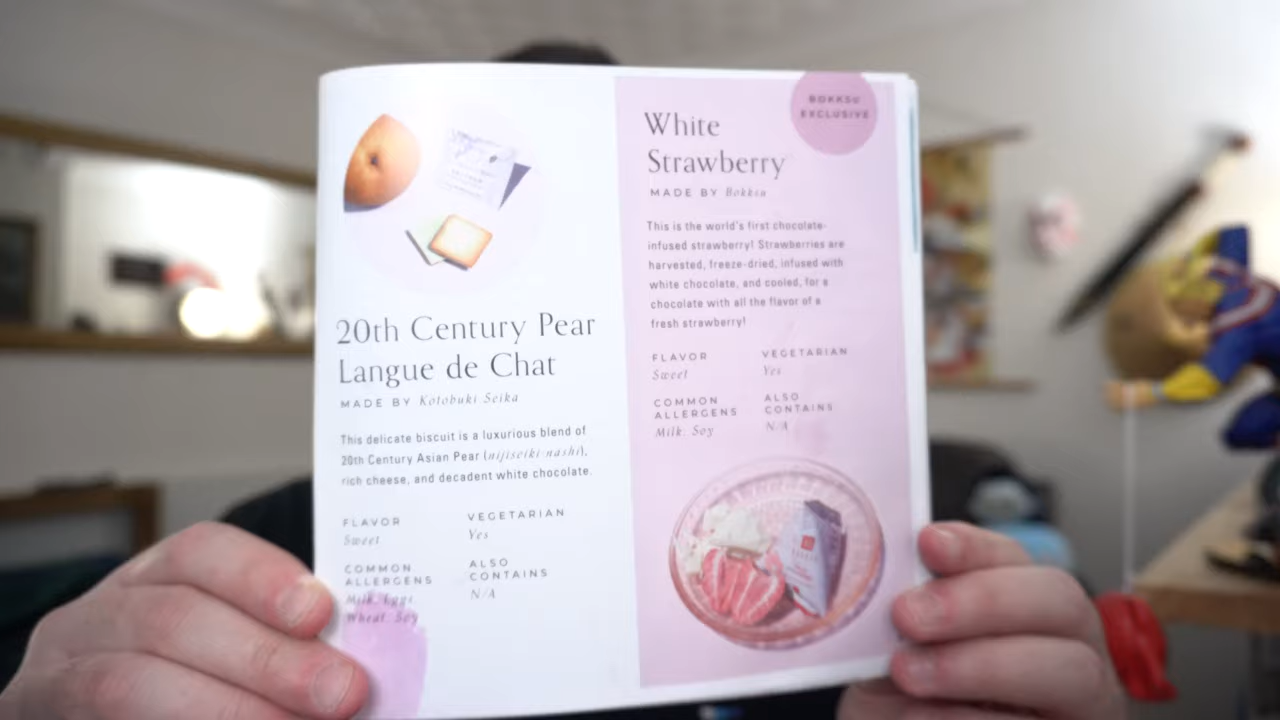 20th Century Pear
Langue de Chat
MADE BY Kotobuki Seika
This delicate biscuit is a luxurious blend of
20th Century Asian Pear (nijisseiki nashi),
rich cheese, and decadent white chocolate.
FLAVOR
Sweet
VEGETARIAN
Yes
COMMON
ALLERGENS
Milk, Eggs,
Wheat, Soy
ALSO
CONTAINS
N/A
BOKKSU
EXCLUSIVE
White
Strawberry
MADE BY Bokksu
This is the world's first chocolate-
infused strawberry! Strawberries are
harvested, freeze-dried, infused with
white chocolate, and cooled, for a
chocolate with all the flavor of a
fresh strawberry!
FLAVOR
Sweet
VEGETARIAN
Yes
COMMON
ALLERGENS
Milk, Soy
ALSO
CONTAINS
N/A